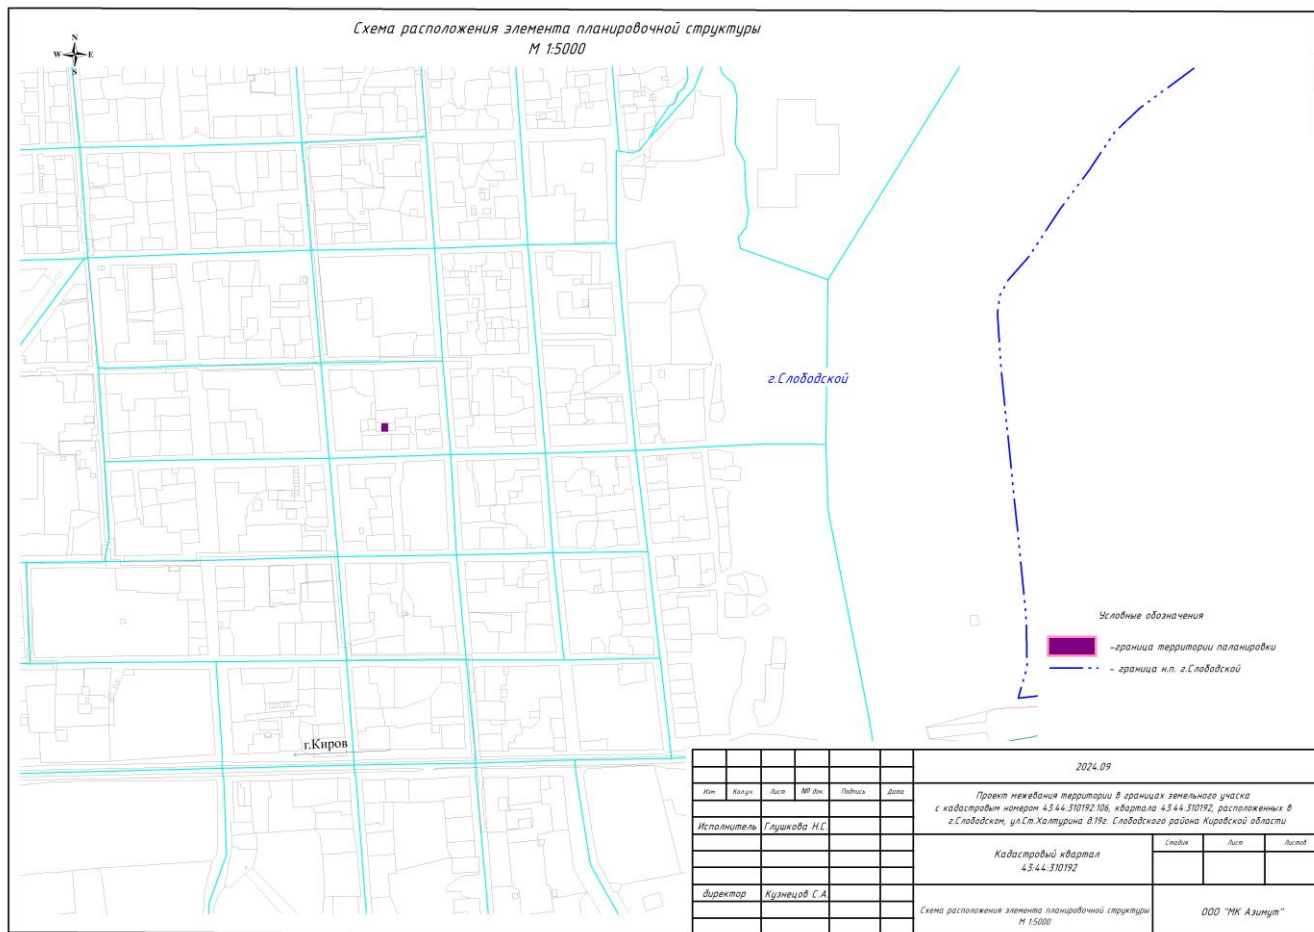 Схема расположения элемента планировочной структуры
М 1:5000
N
W E
S
г.Слободской
Условные обозначения
-граница территории паланировки
- граница н.п. г.Слободской
г.Киров
2024.09
Изм. Кол.уч. Лист № док. Подпись Дата
Проект межевания территории в границах земельного учаска
с кадастровым номером 43:44:310192:106, квартала 43:44:310192, расположенных в
г.Слободском, ул.Ст.Халтурина д.19г. Слободского района Кировской области
Исполнитель Глушкова Н.С.
Кадастровый квартал
43:44:310192
Стадия Лист Листов
директор Кузнецов С.А.
Схема расположения элемента планировочной структуры
М 1:5000
ООО "МК Азимут"